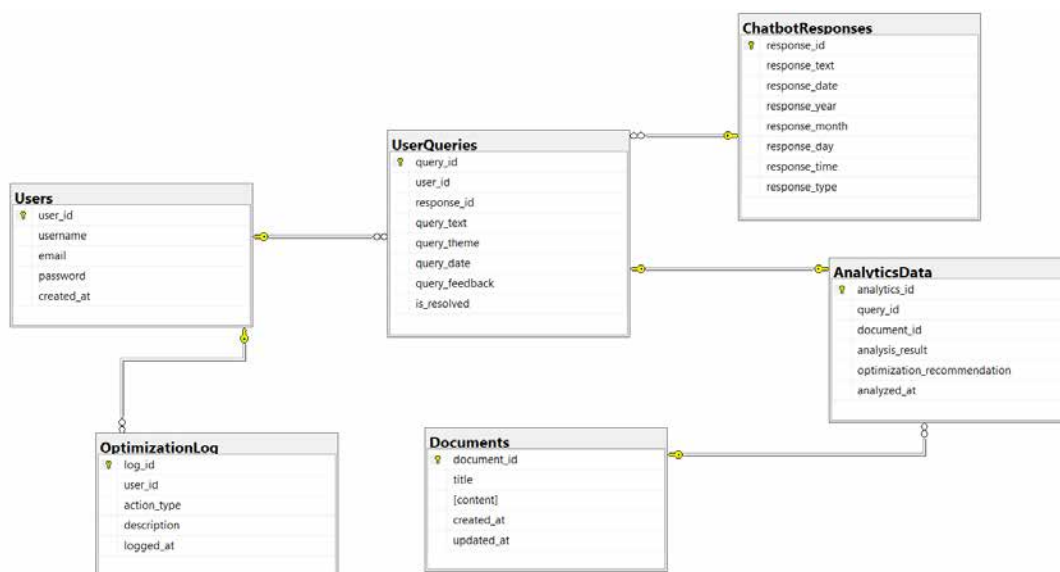 ChatbotResponses
response_id
response_text
response_date
response_year
response_month
response_day
response_time
response_type
UserQueries
query_id
user_id
response_id
query_text
query_theme
query_date
query_feedback
is_resolved
Users
user_id
username
email
password
created_at
AnalyticsData
analytics_id
query_id
document_id
analysis_result
optimization_recommendation
analyzed_at
OptimizationLog
log_id
user_id
action_type
description
logged_at
Documents
document_id
title
[content]
created_at
updated_at